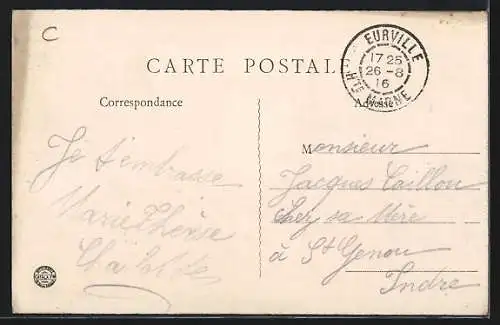 C
EURVILLE
17 25
26 - 8
16
Hte MARNE
CARTE POSTALE
Correspondance
Adresse
Je t'embrasse
Marie Thérèse
Monsieur
Jacques Caillou
Chez sa Mère
à St Genou
Indre